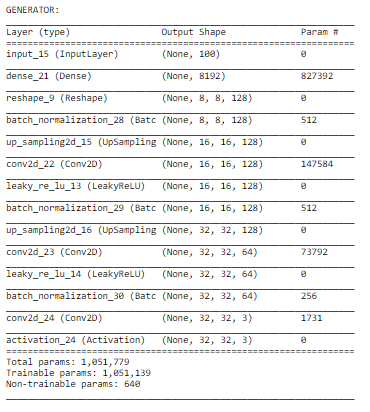 GENERATOR:
Layer (type) Output Shape Param #
input_15 (InputLayer) (None, 100) 0
dense_21 (Dense) (None, 8192) 827392
reshape_9 (Reshape) (None, 8, 8, 128) 0
batch_normalization_28 (Batc (None, 8, 8, 128) 512
up_sampling2d_15 (UpSampling (None, 16, 16, 128) 0
conv2d_22 (Conv2D) (None, 16, 16, 128) 147584
leaky_re_lu_13 (LeakyReLU) (None, 16, 16, 128) 0
batch_normalization_29 (Batc (None, 16, 16, 128) 512
up_sampling2d_16 (UpSampling (None, 32, 32, 128) 0
conv2d_23 (Conv2D) (None, 32, 32, 64) 73792
leaky_re_lu_14 (LeakyReLU) (None, 32, 32, 64) 0
batch_normalization_30 (Batc (None, 32, 32, 64) 256
conv2d_24 (Conv2D) (None, 32, 32, 3) 1731
activation_24 (Activation) (None, 32, 32, 3) 0
Total params: 1,051,779
Trainable params: 1,051,139
Non-trainable params: 640